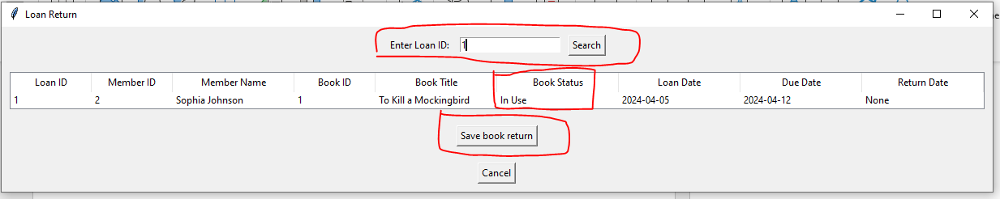 Loan Return
Enter Loan ID: 1 Search
Loan ID Member ID Member Name Book ID Book Title Book Status Loan Date Due Date Return Date
1 2 Sophia Johnson 1 To Kill a Mockingbird In Use 2024-04-05 2024-04-12 None
Save book return
Cancel